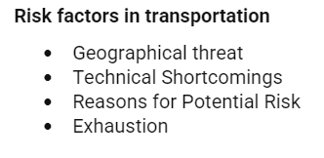 Risk factors in transportation
• Geographical threat
• Technical Shortcomings
• Reasons for Potential Risk
• Exhaustion